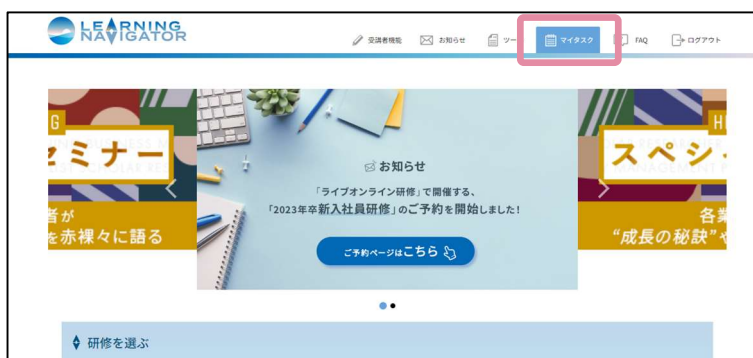 LEARNING
NAVIGATOR
受講者機能 お知らせ ツー マイタスク FAQ ログアウト
G
セミナー
者が
を赤裸々に語る
お知らせ
「ライブオンライン研修」で開催する、
「2023年卒新入社員研修」のご予約を開始しました!
ご予約ページはこちら
HI
スペシ
各業
“成長の秘訣”や
研修を選ぶ